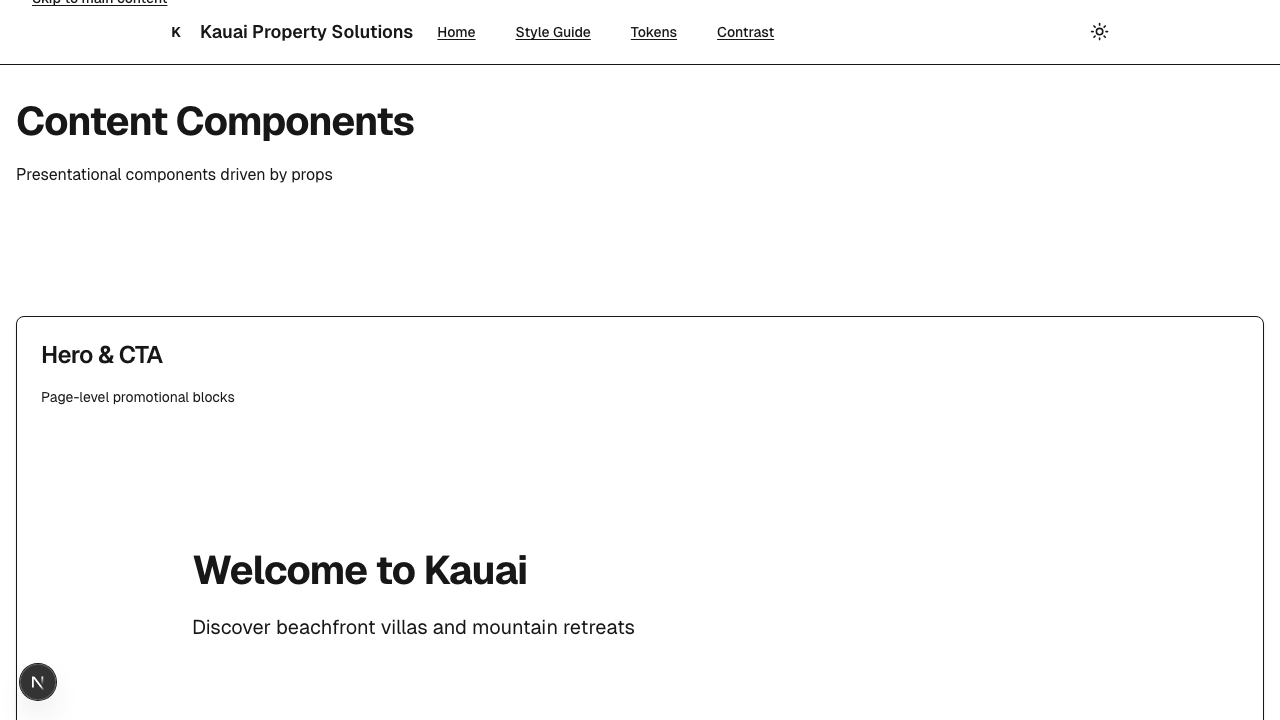 Skip to main content
K Kauai Property Solutions Home Style Guide Tokens Contrast
Content Components
Presentational components driven by props
Hero & CTA
Page-level promotional blocks
Welcome to Kauai
Discover beachfront villas and mountain retreats
N